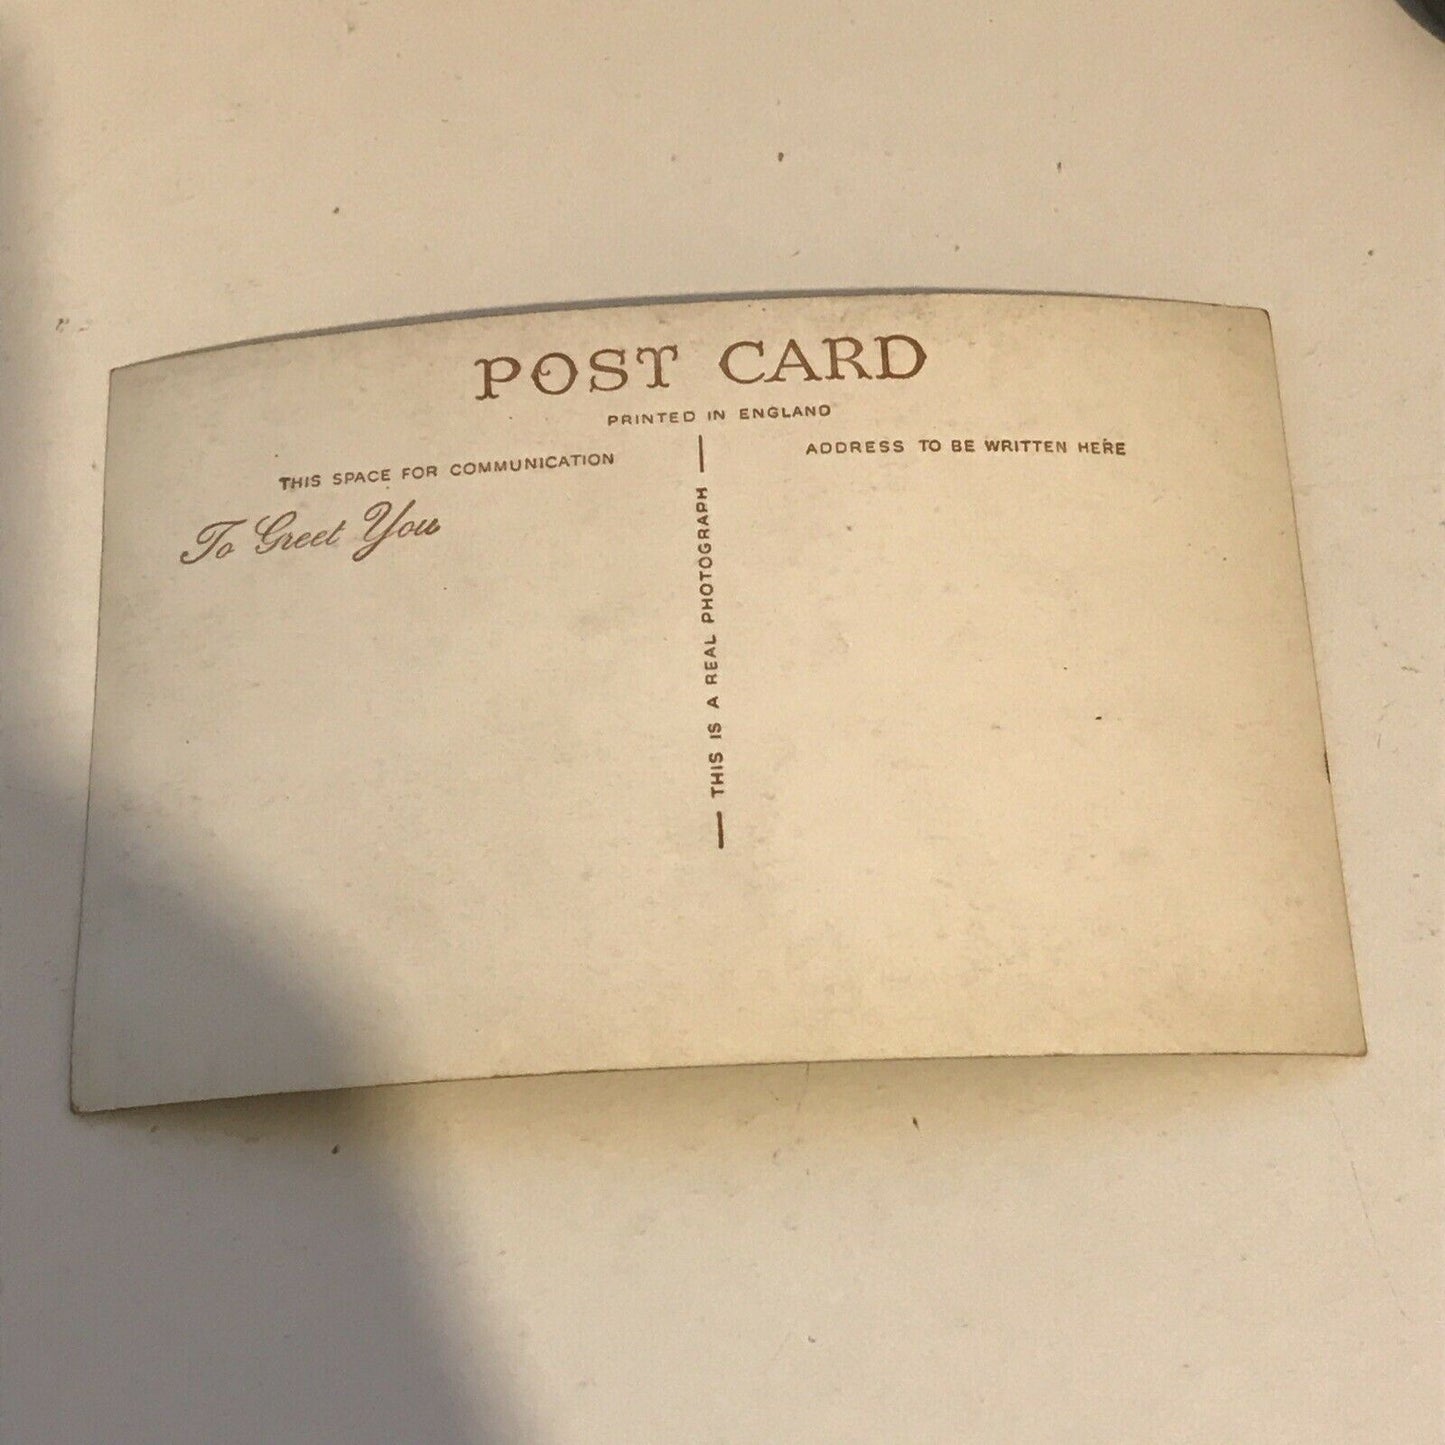 POST CARD
PRINTED IN ENGLAND
THIS SPACE FOR COMMUNICATION
ADDRESS TO BE WRITTEN HERE
To Greet You
THIS IS A REAL PHOTOGRAPH